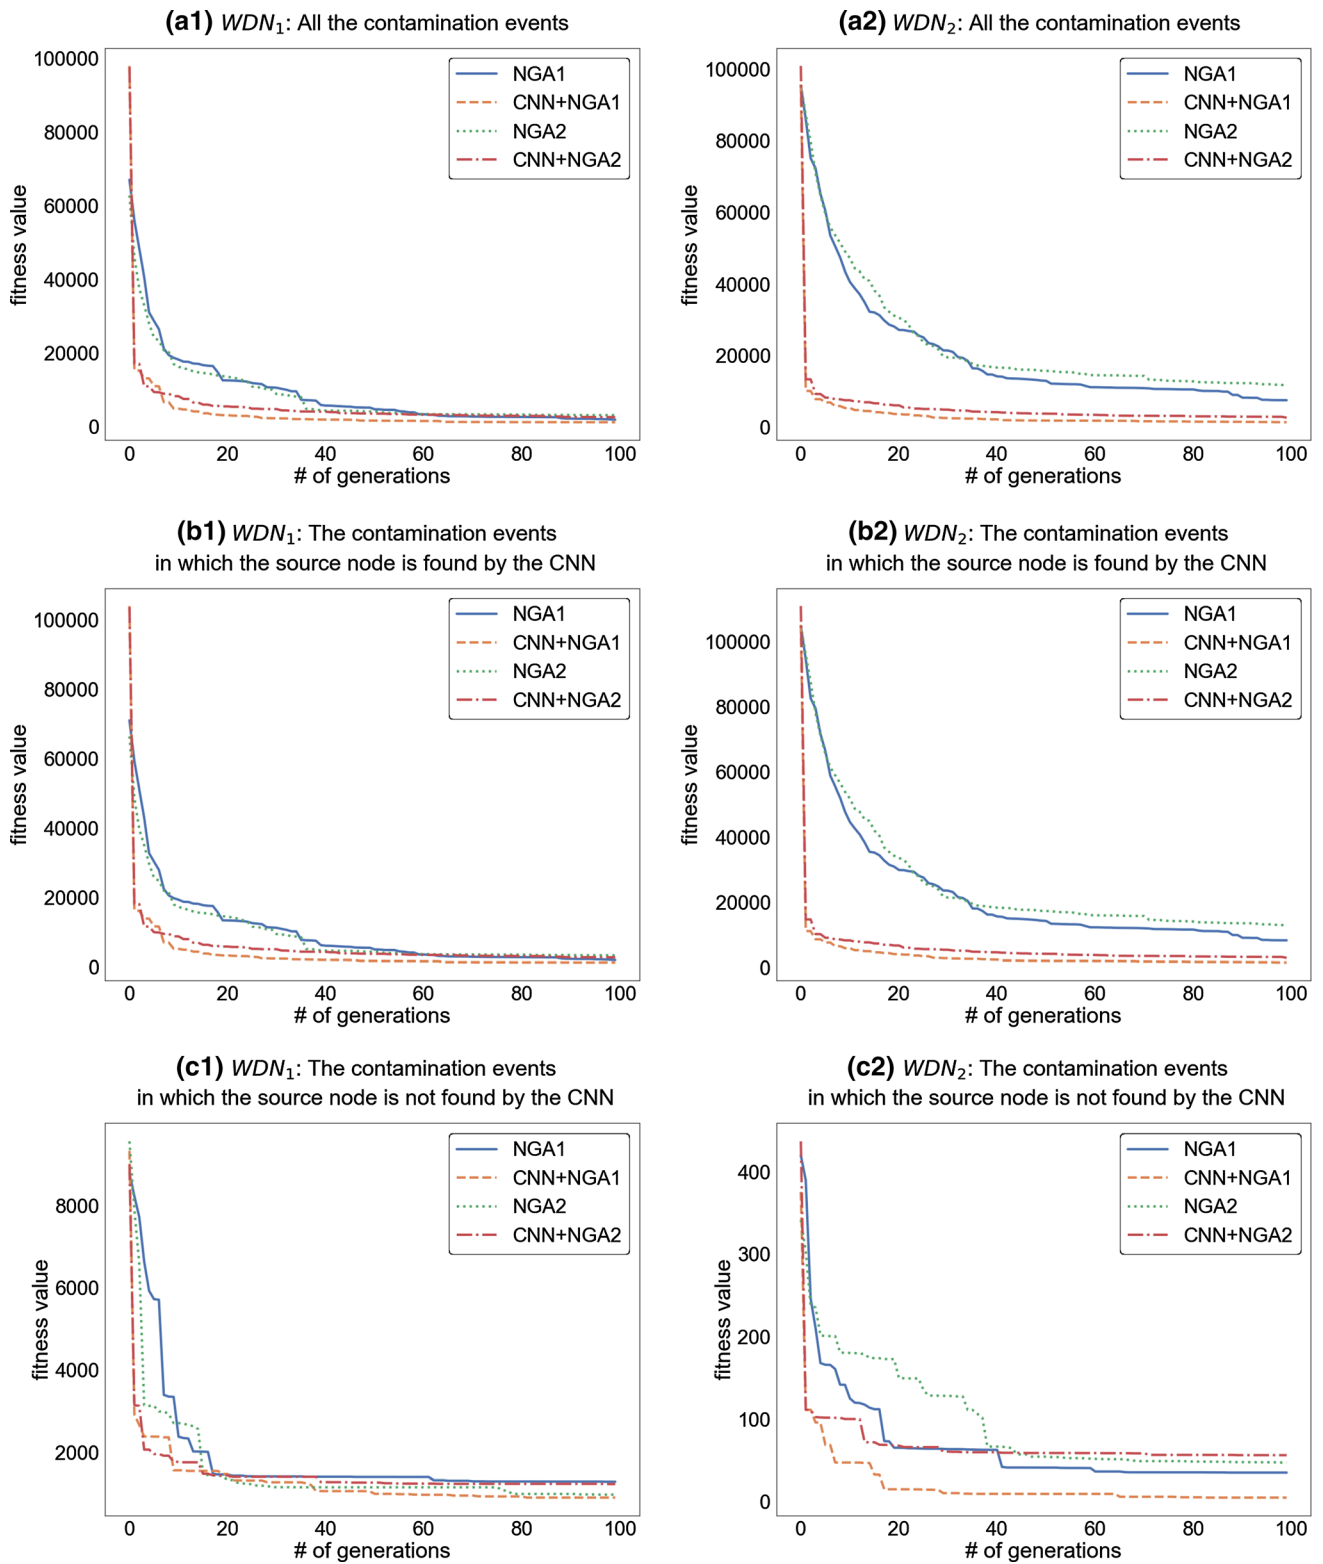 (a1) WDN₁: All the contamination events
fitness value
100000
80000
60000
40000
20000
0
NGA1
CNN+NGA1
NGA2
CNN+NGA2
0 20 40 60 80 100
# of generations
(a2) WDN₂: All the contamination events
fitness value
100000
80000
60000
40000
20000
0
NGA1
CNN+NGA1
NGA2
CNN+NGA2
0 20 40 60 80 100
# of generations
(b1) WDN₁: The contamination events
in which the source node is found by the CNN
fitness value
100000
80000
60000
40000
20000
0
NGA1
CNN+NGA1
NGA2
CNN+NGA2
0 20 40 60 80 100
# of generations
(b2) WDN₂: The contamination events
in which the source node is found by the CNN
fitness value
100000
80000
60000
40000
20000
0
NGA1
CNN+NGA1
NGA2
CNN+NGA2
0 20 40 60 80 100
# of generations
(c1) WDN₁: The contamination events
in which the source node is not found by the CNN
fitness value
8000
6000
4000
2000
NGA1
CNN+NGA1
NGA2
CNN+NGA2
0 20 40 60 80 100
# of generations
(c2) WDN₂: The contamination events
in which the source node is not found by the CNN
fitness value
400
300
200
100
0
NGA1
CNN+NGA1
NGA2
CNN+NGA2
0 20 40 60 80 100
# of generations